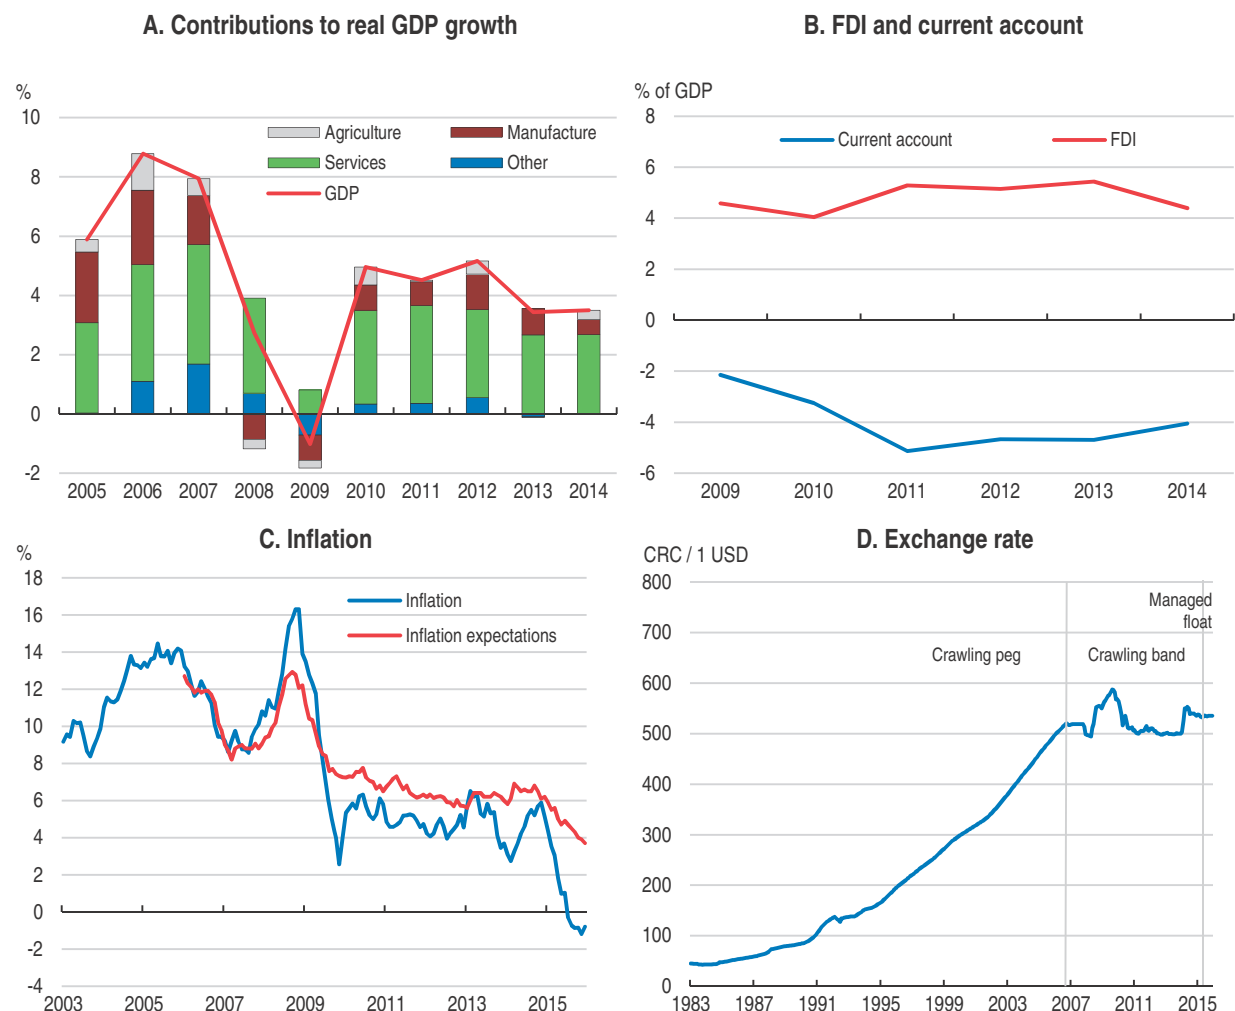 A. Contributions to real GDP growth
%
10
8
6
4
2
0
-2
Agriculture Manufacture
Services Other
GDP
2005 2006 2007 2008 2009 2010 2011 2012 2013 2014
B. FDI and current account
% of GDP
8
6
4
2
0
-2
-4
-6
Current account FDI
2009 2010 2011 2012 2013 2014
C. Inflation
%
18
16
14
12
10
8
6
4
2
0
-2
-4
Inflation
Inflation expectations
2003 2005 2007 2009 2011 2013 2015
D. Exchange rate
CRC / 1 USD
800
700
600
500
400
300
200
100
0
Managed
float
Crawling peg Crawling band
1983 1987 1991 1995 1999 2003 2007 2011 2015